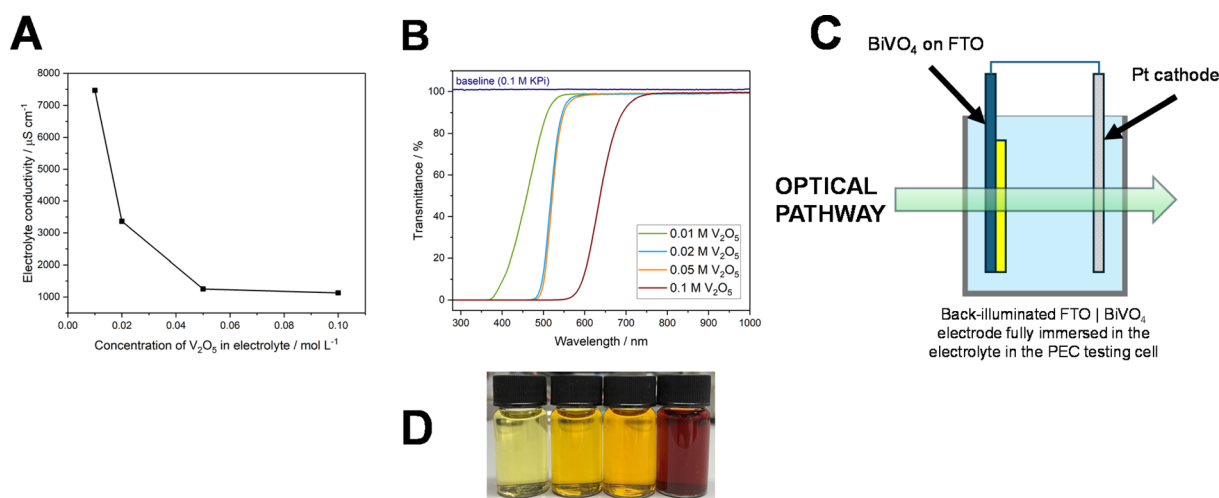 A
8000
7000
6000
5000
4000
3000
2000
1000
0.00 0.02 0.04 0.06 0.08 0.10
Electrolyte conductivity / µS cm⁻¹
Concentration of V₂O₅ in electrolyte / mol L⁻¹
B
baseline (0.1 M KPi)
100
80
60
40
20
0
300 400 500 600 700 800 900 1000
Transmittance / %
Wavelength / nm
0.01 M V₂O₅
0.02 M V₂O₅
0.05 M V₂O₅
0.1 M V₂O₅
C
BiVO₄ on FTO
Pt cathode
OPTICAL
PATHWAY
Back-illuminated FTO | BiVO₄
electrode fully immersed in the
electrolyte in the PEC testing cell
D